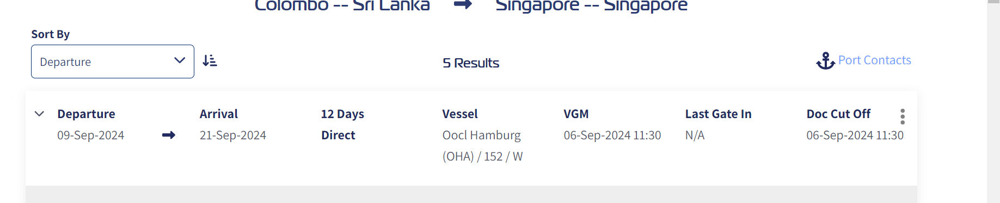 Colombo -- Sri Lanka Singapore -- Singapore
Sort By
Departure
5 Results
Port Contacts
Departure Arrival 12 Days Vessel VGM Last Gate In Doc Cut Off
09-Sep-2024 21-Sep-2024 Direct Oocl Hamburg 06-Sep-2024 11:30 N/A 06-Sep-2024 11:30
(OHA) / 152 / W